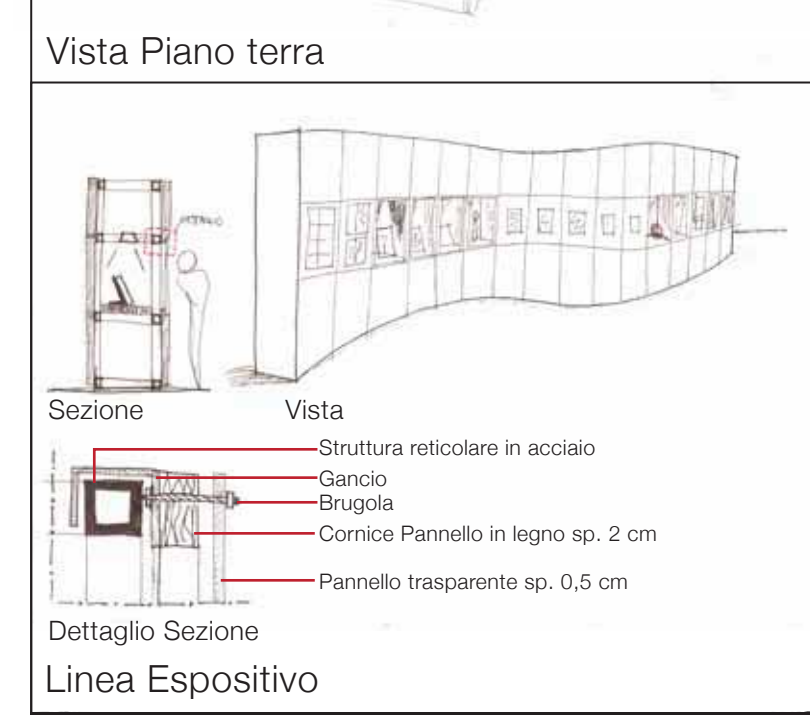 Vista Piano terra
Sezione
Vista
Struttura reticolare in acciaio
Gancio
Brugola
Cornice Pannello in legno sp. 2 cm
Pannello trasparente sp. 0,5 cm
Dettaglio Sezione
Linea Espositivo